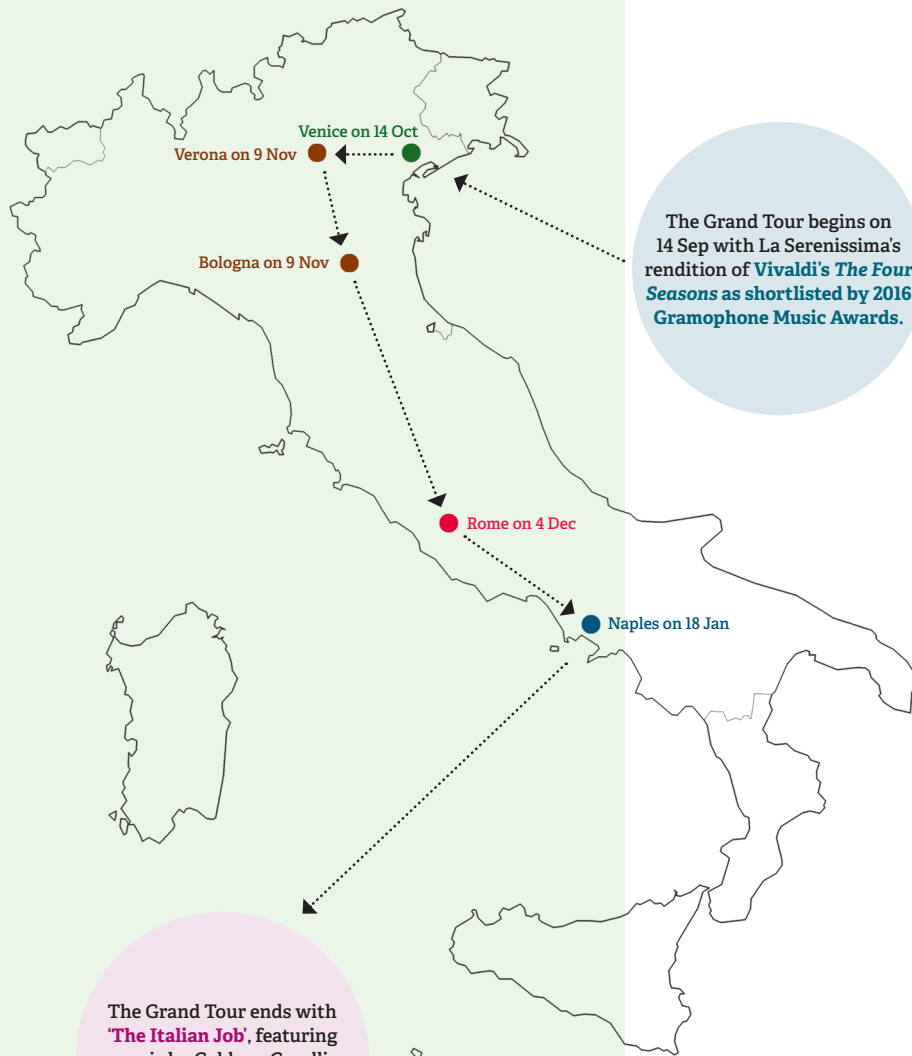 Venice on 14 Oct
Verona on 9 Nov
Bologna on 9 Nov
The Grand Tour begins on
14 Sep with La Serenissima's
rendition of Vivaldi's The Four
Seasons as shortlisted by 2016
Gramophone Music Awards.
Rome on 4 Dec
Naples on 18 Jan
The Grand Tour ends with
‘The Italian Job’, featuring